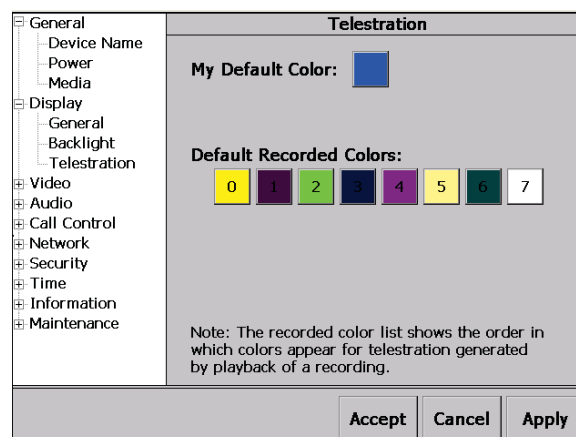 General
Device Name
Power
Media
Display
General
Backlight
Telestration
Video
Audio
Call Control
Network
Security
Time
Information
Maintenance
Telestration
My Default Color:
Default Recorded Colors:
0 1 2 3 4 5 6 7
Note: The recorded color list shows the order in
which colors appear for telestration generated
by playback of a recording.
Accept Cancel Apply